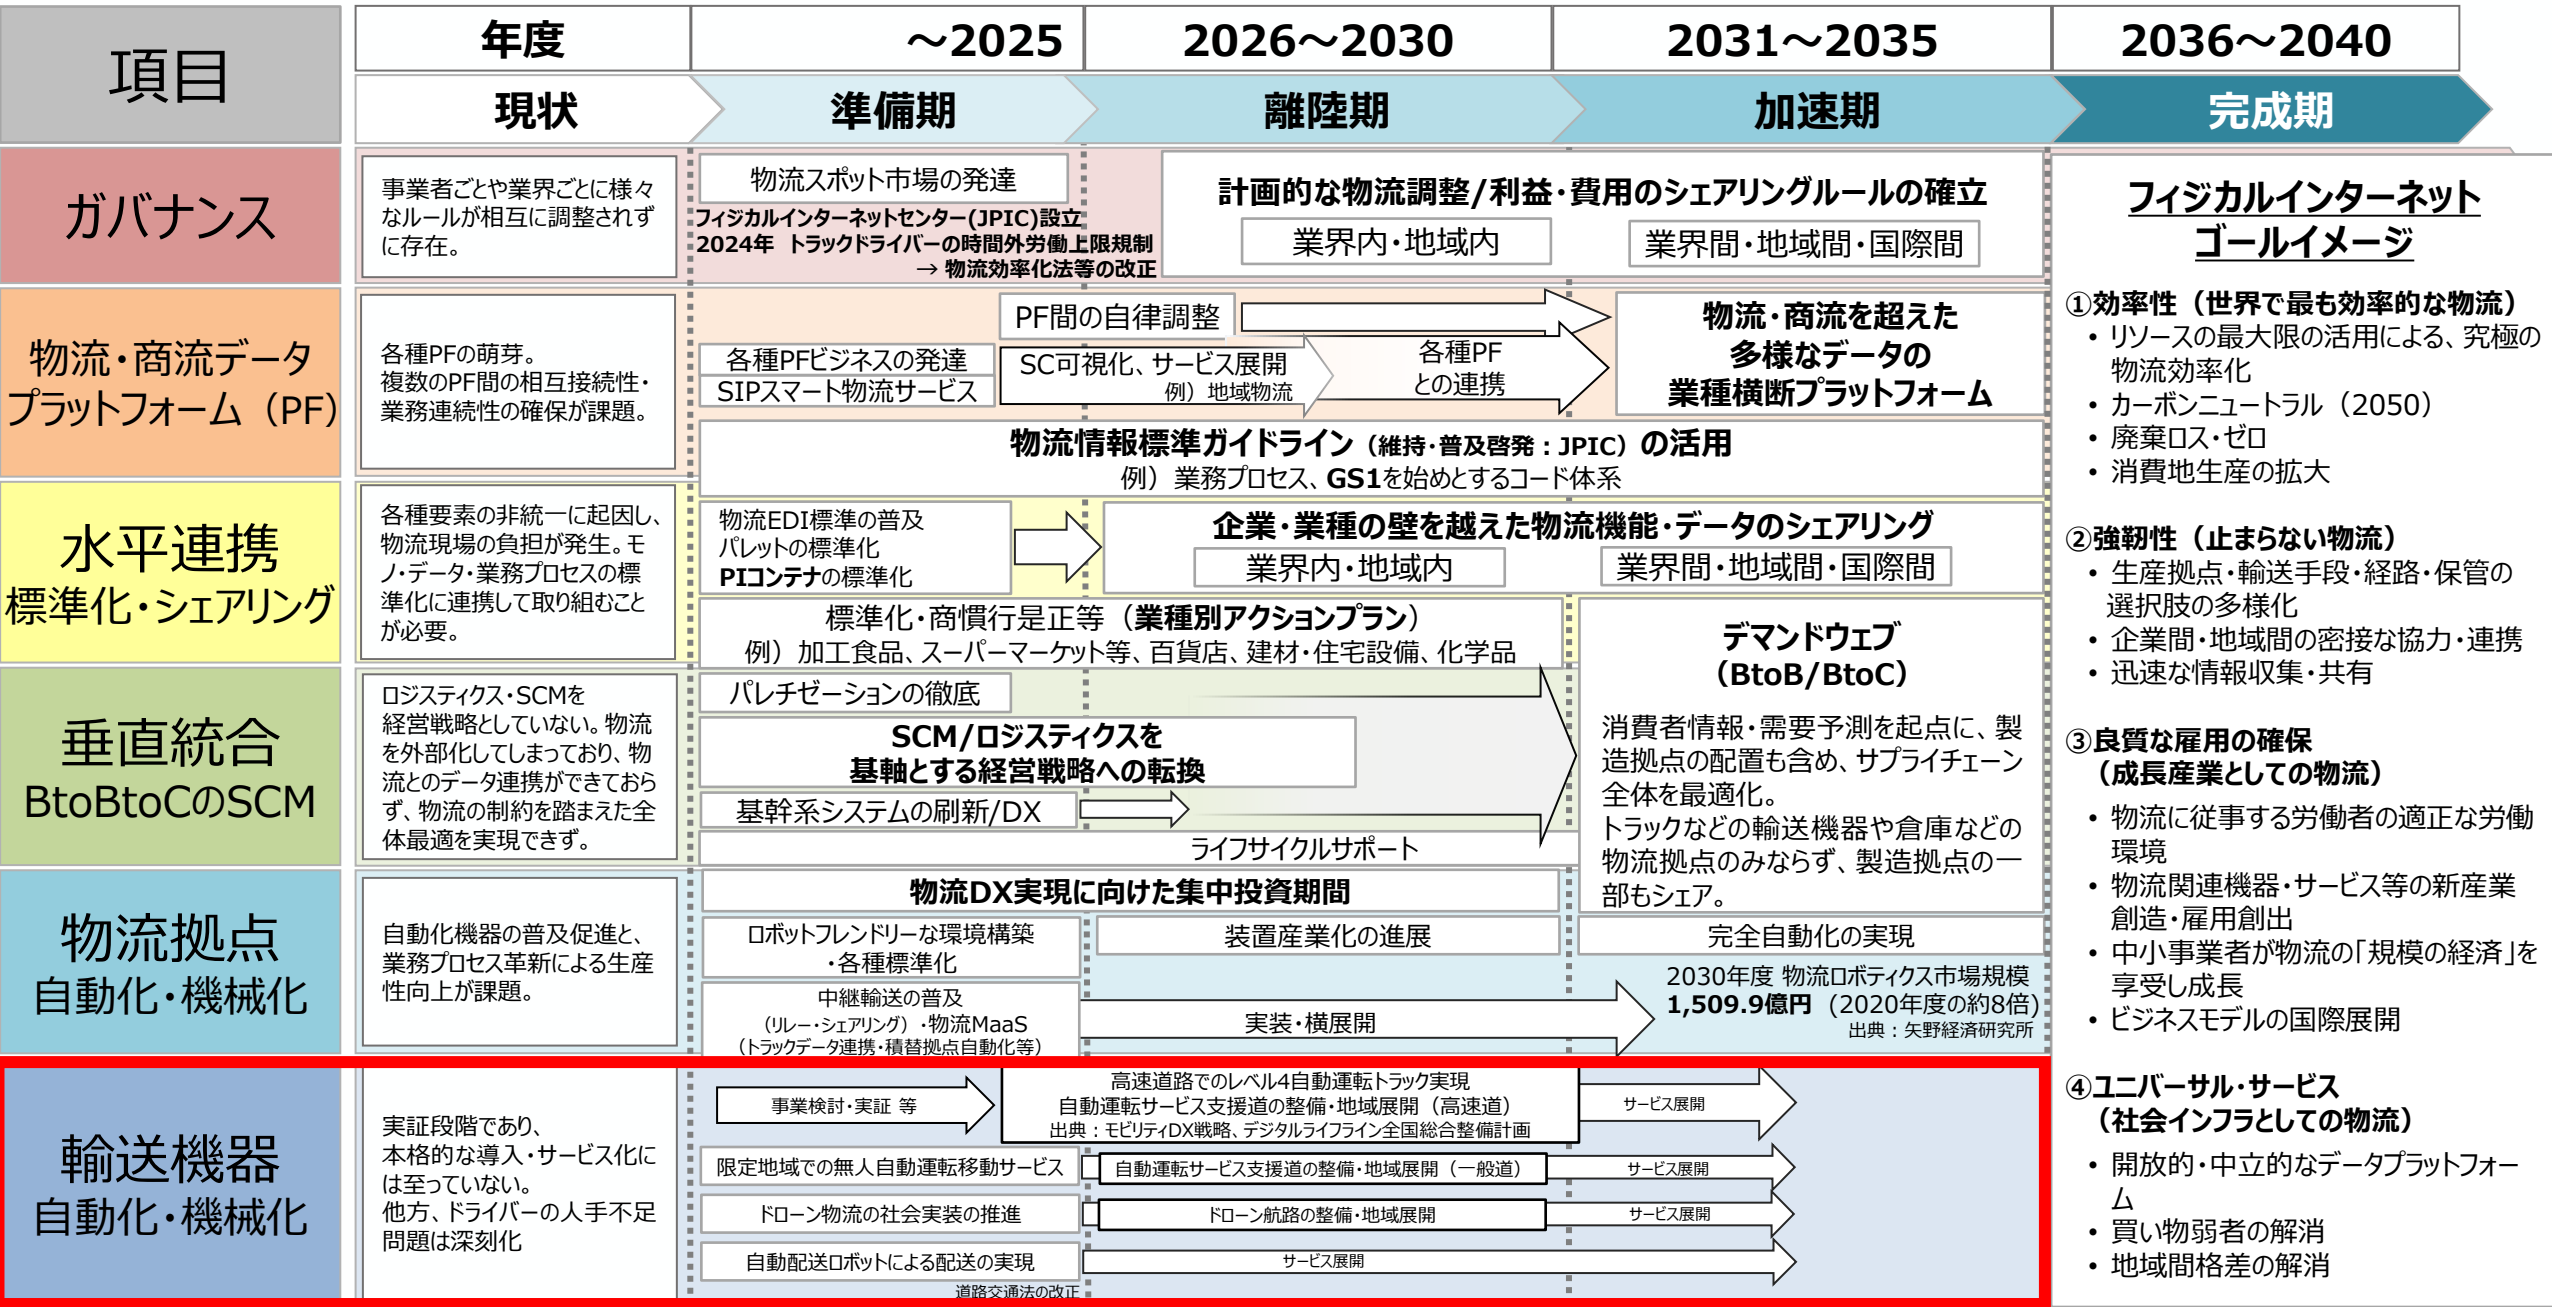 項目
年度
～2025
2026～2030
2031～2035
2036～2040
現状
準備期
離陸期
加速期
完成期
ガバナンス
事業者ごとや業界ごとに様々
なルールが相互に調整されず
に存在。
物流スポット市場の発達
フィジカルインターネットセンター(JPIC)設立
2024年 トラックドライバーの時間外労働上限規制
→ 物流効率化法等の改正
計画的な物流調整/利益・費用のシェアリングルールの確立
業界内・地域内
業界間・地域間・国際間
物流・商流データ
プラットフォーム（PF）
各種PFの萌芽。
複数のPF間の相互接続性・
業務連続性の確保が課題。
PF間の自律調整
各種PFビジネスの発達
SIPスマート物流サービス
SC可視化、サービス展開
例）地域物流
各種PF
との連携
物流・商流を超えた
多様なデータの
業種横断プラットフォーム
物流情報標準ガイドライン（維持・普及啓発：JPIC）の活用
例）業務プロセス、GS1を始めとするコード体系
水平連携
標準化・シェアリング
各種要素の非統一に起因し、
物流現場の負担が発生。モ
ノ・データ・業務プロセスの標
準化に連携して取り組むこと
が必要。
物流EDI標準の普及
パレットの標準化
PIコンテナの標準化
企業・業種の壁を越えた物流機能・データのシェアリング
業界内・地域内
業界間・地域間・国際間
標準化・商慣行是正等（業種別アクションプラン）
例）加工食品、スーパーマーケット等、百貨店、建材・住宅設備、化学品
垂直統合
BtoBtoCのSCM
ロジスティクス・SCMを
経営戦略としていない。物流
を外部化してしまっており、物
流とのデータ連携ができておら
ず、物流の制約を踏まえた全
体最適を実現できず。
パレチゼーションの徹底
SCM/ロジスティクスを
基軸とする経営戦略への転換
基幹系システムの刷新/DX
ライフサイクルサポート
デマンドウェブ
（BtoB/BtoC）
消費者情報・需要予測を起点に、製
造拠点の配置も含め、サプライチェーン
全体を最適化。
トラックなどの輸送機器や倉庫などの
物流拠点のみならず、製造拠点の一
部もシェア。
物流拠点
自動化・機械化
自動化機器の普及促進と、
業務プロセス革新による生産
性向上が課題。
物流DX実現に向けた集中投資期間
ロボットフレンドリーな環境構築
・各種標準化
装置産業化の進展
完全自動化の実現
中継輸送の普及
（リレー・シェアリング）・物流MaaS
（トラックデータ連携・積替拠点自動化等）
実装・横展開
2030年度 物流ロボティクス市場規模
1,509.9億円（2020年度の約8倍）
出典：矢野経済研究所
輸送機器
自動化・機械化
実証段階であり、
本格的な導入・サービス化に
は至っていない。
他方、ドライバーの人手不足
問題は深刻化
事業検討・実証 等
高速道路でのレベル4自動運転トラック実現
自動運転サービス支援道の整備・地域展開（高速道）
出典：モビリティDX戦略、デジタルライフライン全国総合整備計画
サービス展開
限定地域での無人自動運転移動サービス
自動運転サービス支援道の整備・地域展開（一般道）
サービス展開
ドローン物流の社会実装の推進
ドローン航路の整備・地域展開
サービス展開
自動配送ロボットによる配送の実現
サービス展開
道路交通法の改正
フィジカルインターネット
ゴールイメージ
①効率性（世界で最も効率的な物流）
• リソースの最大限の活用による、究極の
物流効率化
• カーボンニュートラル（2050）
• 廃棄ロス・ゼロ
• 消費地生産の拡大
②強靭性（止まらない物流）
• 生産拠点・輸送手段・経路・保管の
選択肢の多様化
• 企業間・地域間の密接な協力・連携
• 迅速な情報収集・共有
③良質な雇用の確保
（成長産業としての物流）
• 物流に従事する労働者の適正な労働
環境
• 物流関連機器・サービス等の新産業
創造・雇用創出
• 中小事業者が物流の「規模の経済」を
享受し成長
• ビジネスモデルの国際展開
④ユニバーサル・サービス
（社会インフラとしての物流）
• 開放的・中立的なデータプラットフォー
ム
• 買い物弱者の解消
• 地域間格差の解消